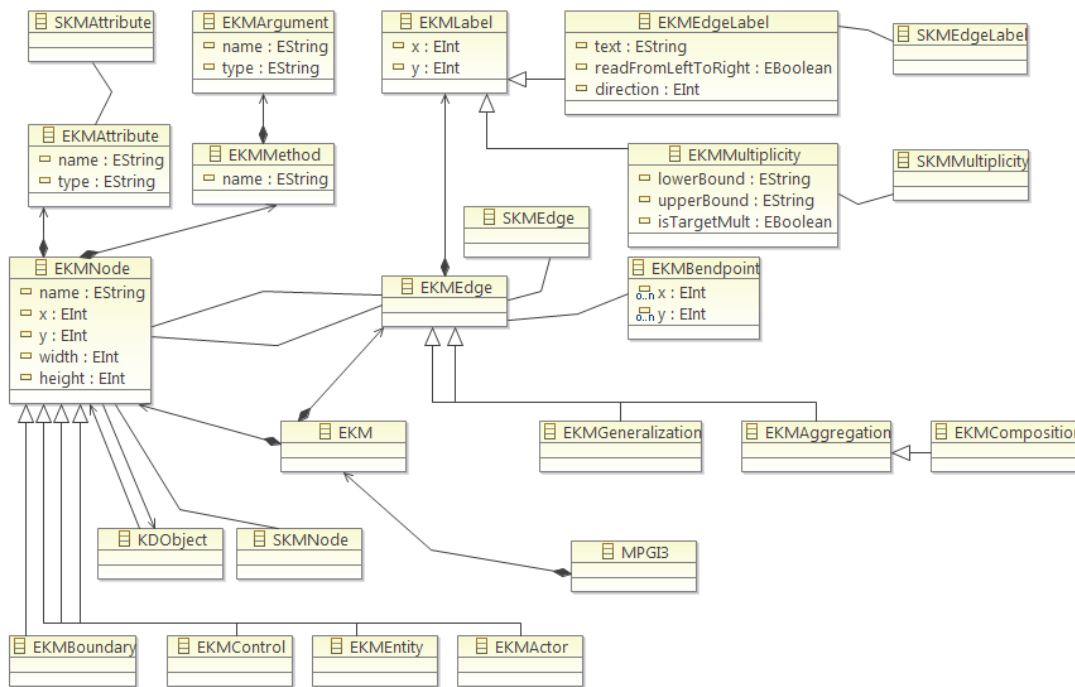 SKMAttribute
EKMArgument
name : EString
type : EString
EKMLabel
x : EInt
y : EInt
EKMEdgeLabel
text : EString
readFromLeftToRight : EBoolean
direction : EInt
SKMEdgeLabel
EKMAttribute
name : EString
type : EString
EKMMethod
name : EString
EKMMultiplicity
lowerBound : EString
upperBound : EString
isTargetMult : EBoolean
SKMMultiplicity
SKMEdge
EKMNode
name : EString
x : EInt
y : EInt
width : EInt
height : EInt
EKMEdge
EKMBendpoint
0..n x : EInt
0..n y : EInt
EKM
EKMGeneralization
EKMAggregation
EKMComposition
KDObject
SKMNode
MPGI3
EKMBoundary
EKMControl
EKMEntity
EKMActor